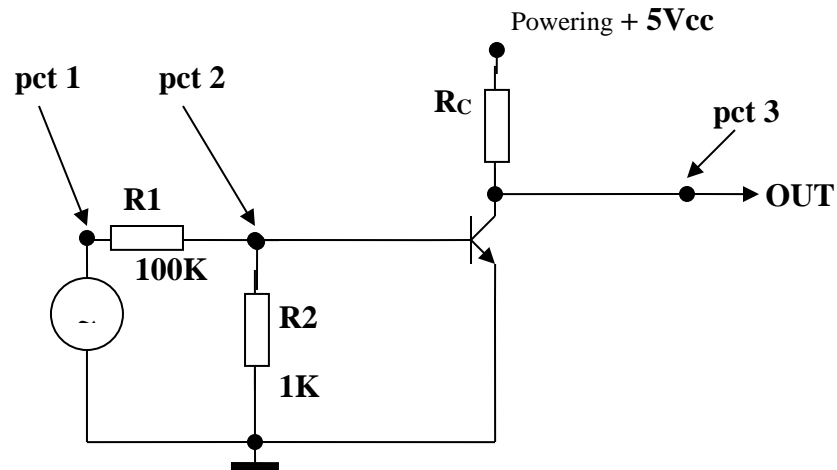 Powering + 5Vcc
pct 1
pct 2
RC
pct 3
R1
OUT
100K
~
R2
1K